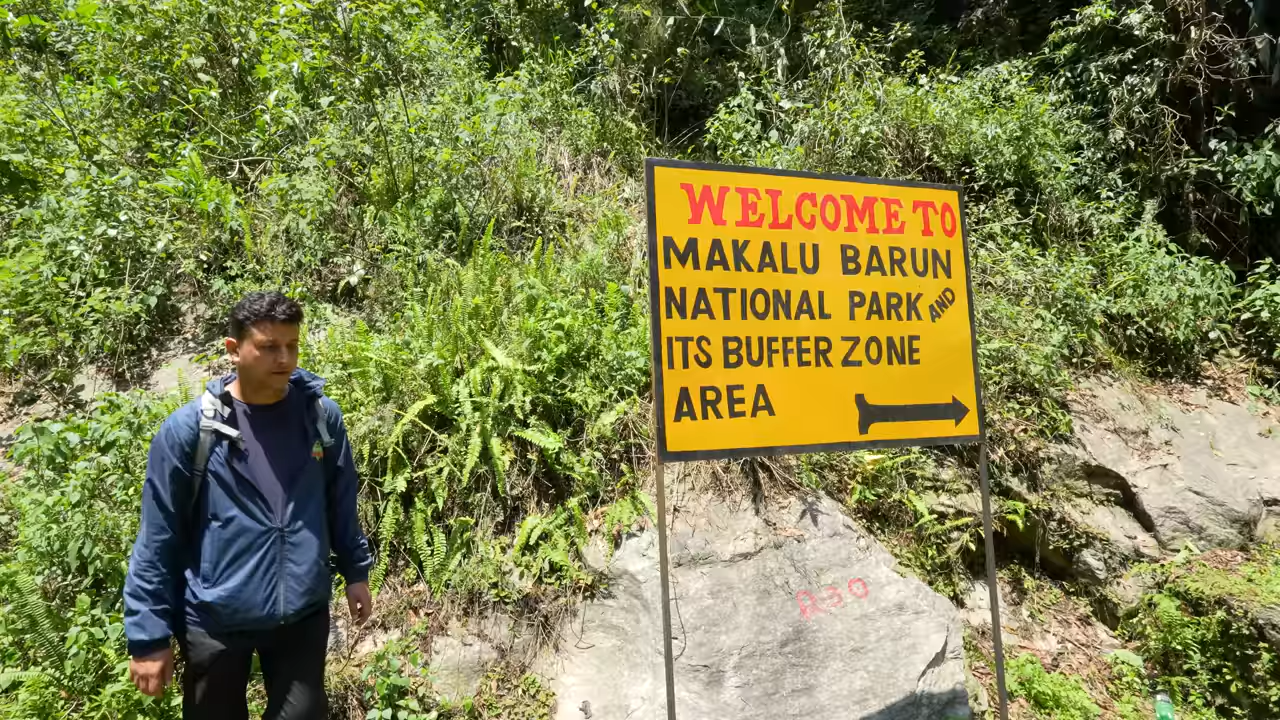 WELCOME TO
MAKALU BARUN
NATIONAL PARK AND
ITS BUFFER ZONE
AREA